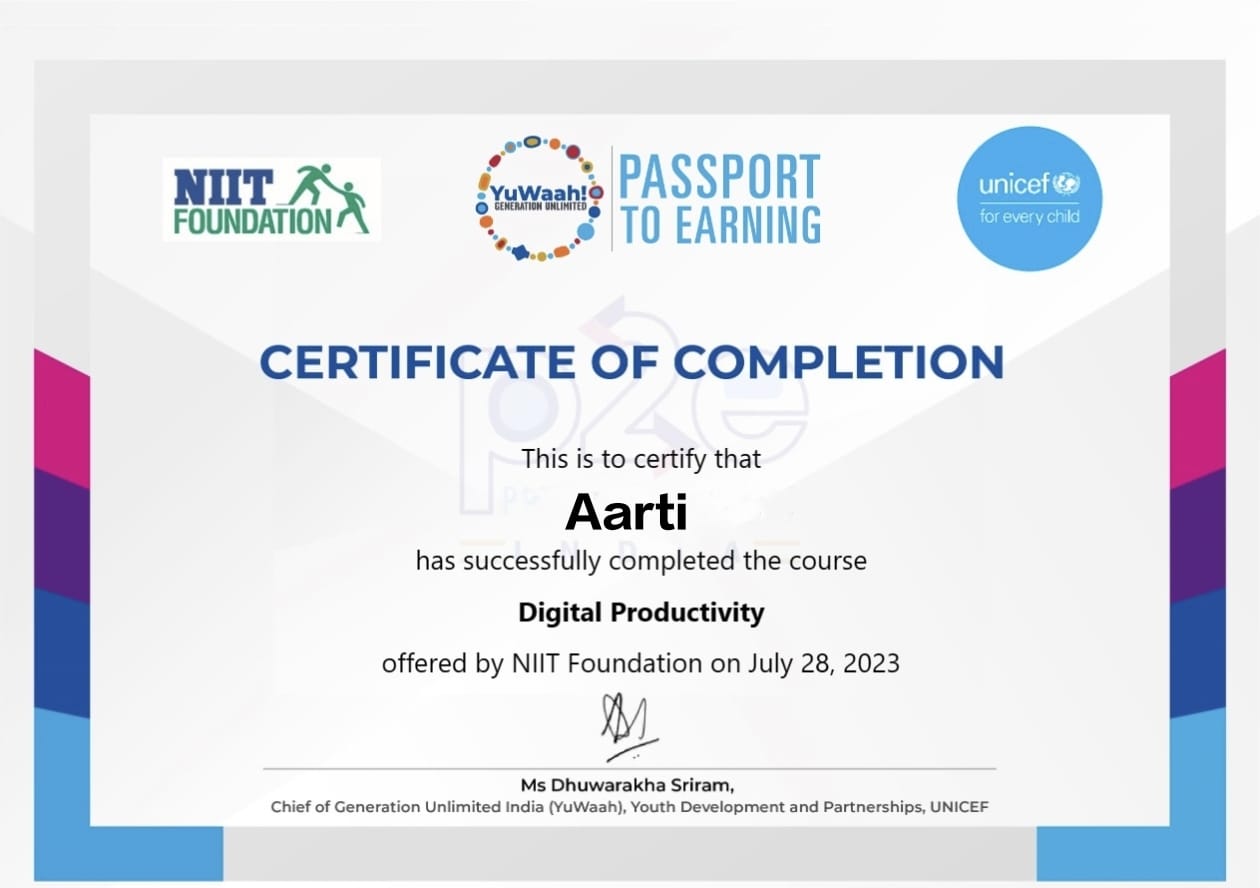 NIIT
FOUNDATION
YuWaah!
GENERATION UNLIMITED
PASSPORT
TO EARNING
unicef
for every child
CERTIFICATE OF COMPLETION
p2e
This is to certify that
Aarti
INDIA
has successfully completed the course
Digital Productivity
offered by NIIT Foundation on July 28, 2023
Ms Dhuwarakha Sriram,
Chief of Generation Unlimited India (YuWaah), Youth Development and Partnerships, UNICEF